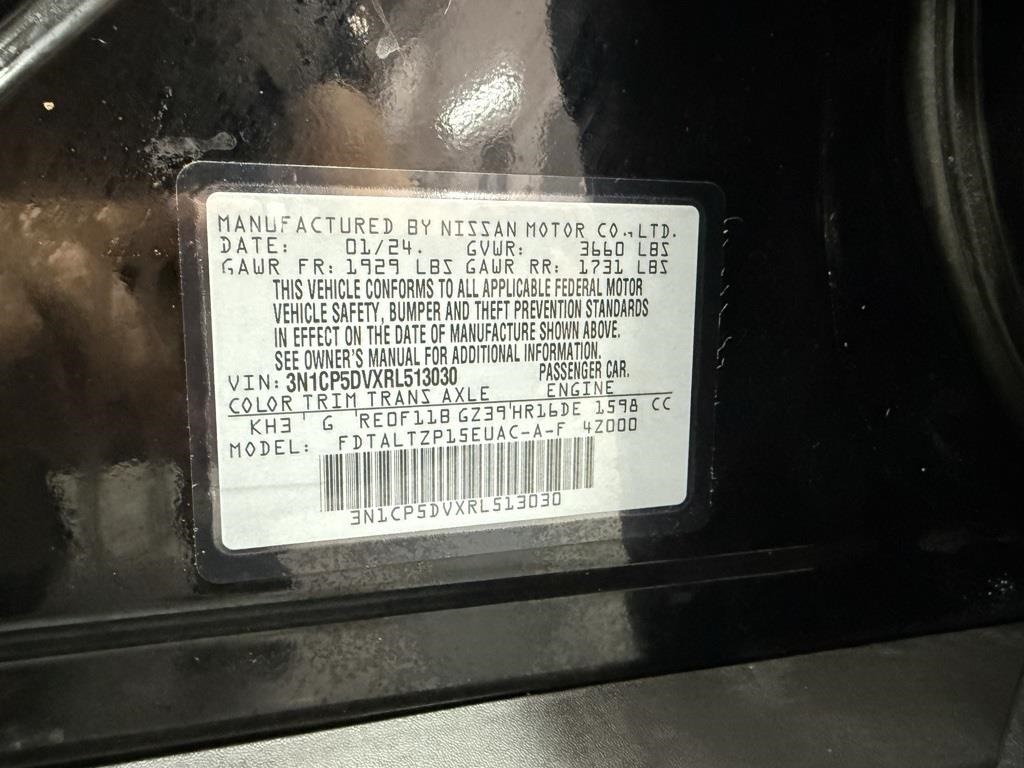 MANUFACTURED BY NISSAN MOTOR CO.,LTD.
DATE: 01/24. GVWR: 3660 LBS
GAWR FR: 1929 LBS GAWR RR: 1731 LBS
THIS VEHICLE CONFORMS TO ALL APPLICABLE FEDERAL MOTOR
VEHICLE SAFETY, BUMPER AND THEFT PREVENTION STANDARDS
IN EFFECT ON THE DATE OF MANUFACTURE SHOWN ABOVE.
SEE OWNER'S MANUAL FOR ADDITIONAL INFORMATION.
VIN: 3N1CP5DVXRL513030 PASSENGER CAR.
COLOR TRIM TRANS AXLE ENGINE
KH3 ' G 'RE0F11B GZ39'HR16DE 1598 CC
MODEL: FDTALTZP15EUAC-A-F 4Z000
3N1CP5DVXRL513030